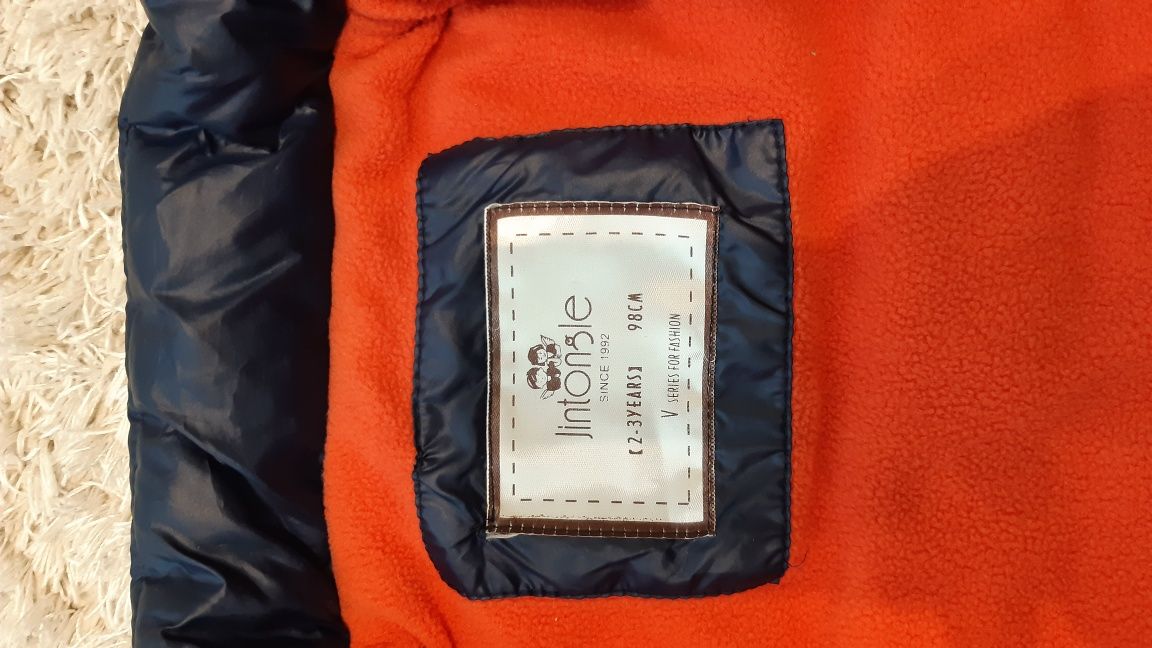 Jintongle
SINCE 1992
【2-3YEARS】 98CM
V SERIES FOR FASHION